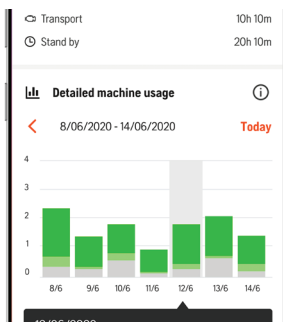 Transport 10h 10m
Stand by 20h 10m
Detailed machine usage
8/06/2020 - 14/06/2020 Today
4
3
2
1
0
8/6 9/6 10/6 11/6 12/6 13/6 14/6